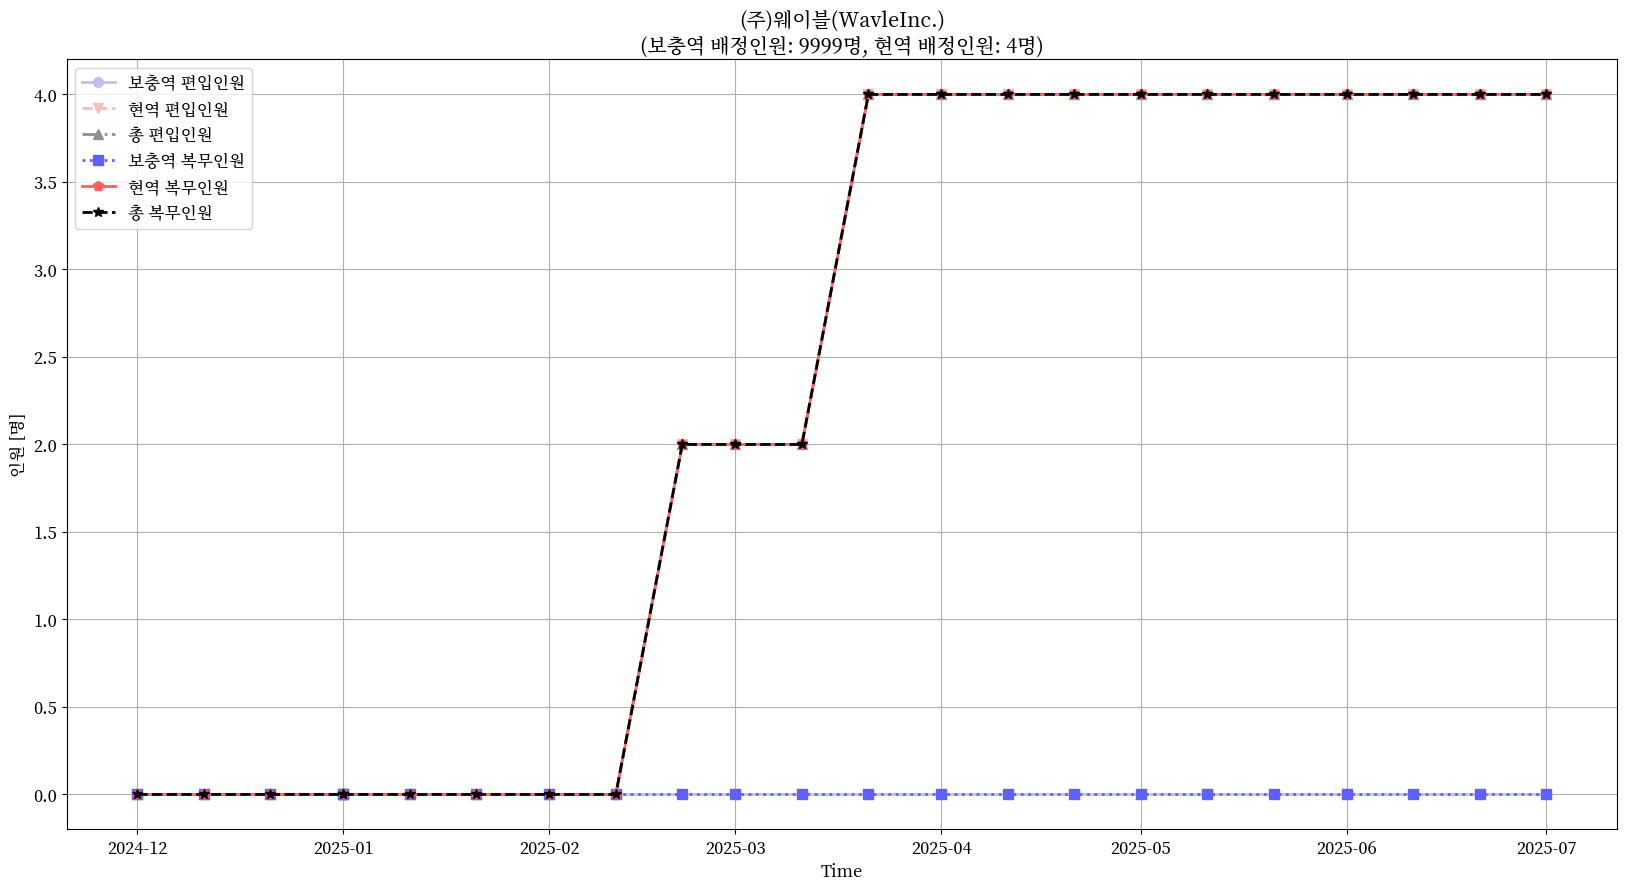 (주)웨이블(WavleInc.)
(보충역 배정인원: 9999명, 현역 배정인원: 4명)
보충역 편입인원
현역 편입인원
총 편입인원
보충역 복무인원
현역 복무인원
총 복무인원
4.0
3.5
3.0
2.5
2.0
1.5
1.0
0.5
0.0
인원 [명]
2024-12 2025-01 2025-02 2025-03 2025-04 2025-05 2025-06 2025-07
Time